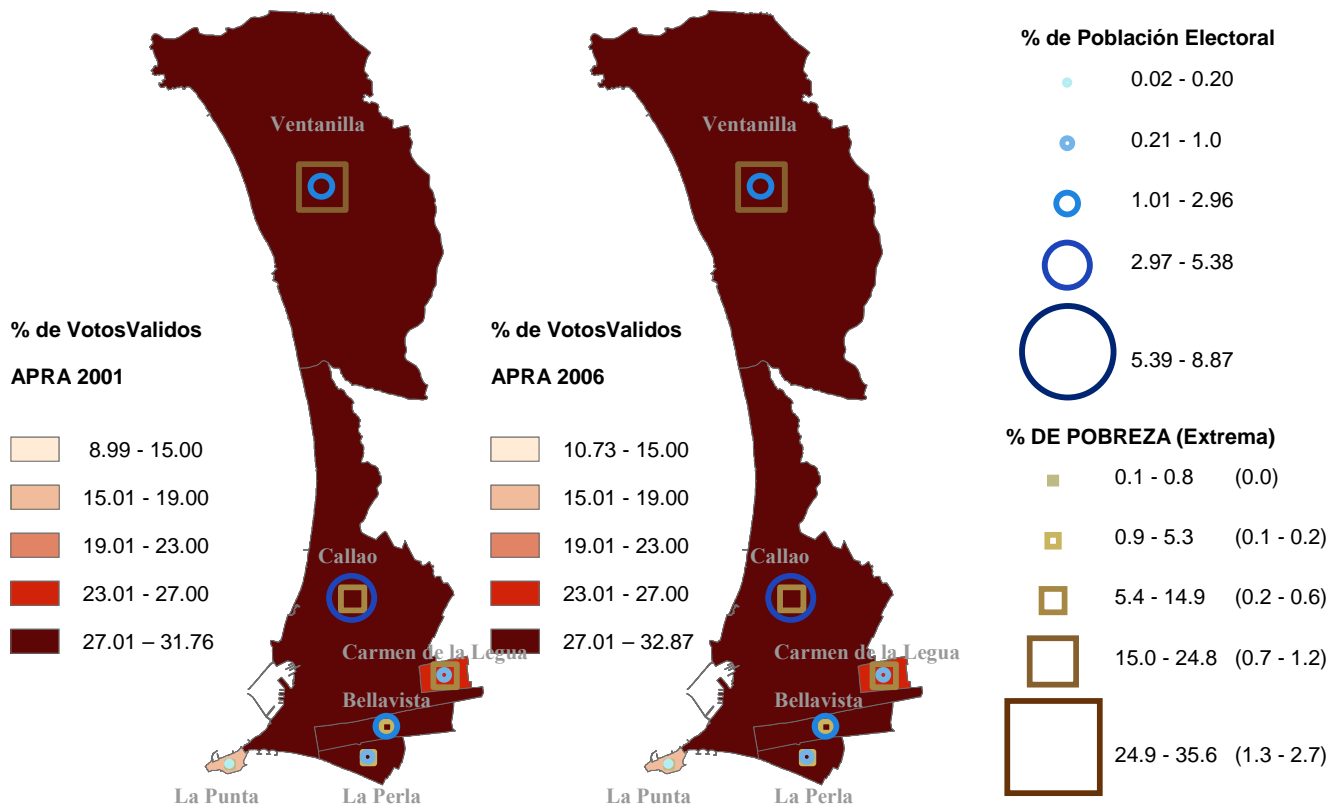 Ventanilla
% de VotosValidos
APRA 2001
8.99 - 15.00
15.01 - 19.00
19.01 - 23.00
23.01 - 27.00
27.01 – 31.76
Callao
Carmen de la Legua
Bellavista
La Punta
La Perla
Ventanilla
% de VotosValidos
APRA 2006
10.73 - 15.00
15.01 - 19.00
19.01 - 23.00
23.01 - 27.00
27.01 – 32.87
Callao
Carmen de la Legua
Bellavista
La Punta
La Perla
% de Población Electoral
0.02 - 0.20
0.21 - 1.0
1.01 - 2.96
2.97 - 5.38
5.39 - 8.87
% DE POBREZA (Extrema)
0.1 - 0.8 (0.0)
0.9 - 5.3 (0.1 - 0.2)
5.4 - 14.9 (0.2 - 0.6)
15.0 - 24.8 (0.7 - 1.2)
24.9 - 35.6 (1.3 - 2.7)